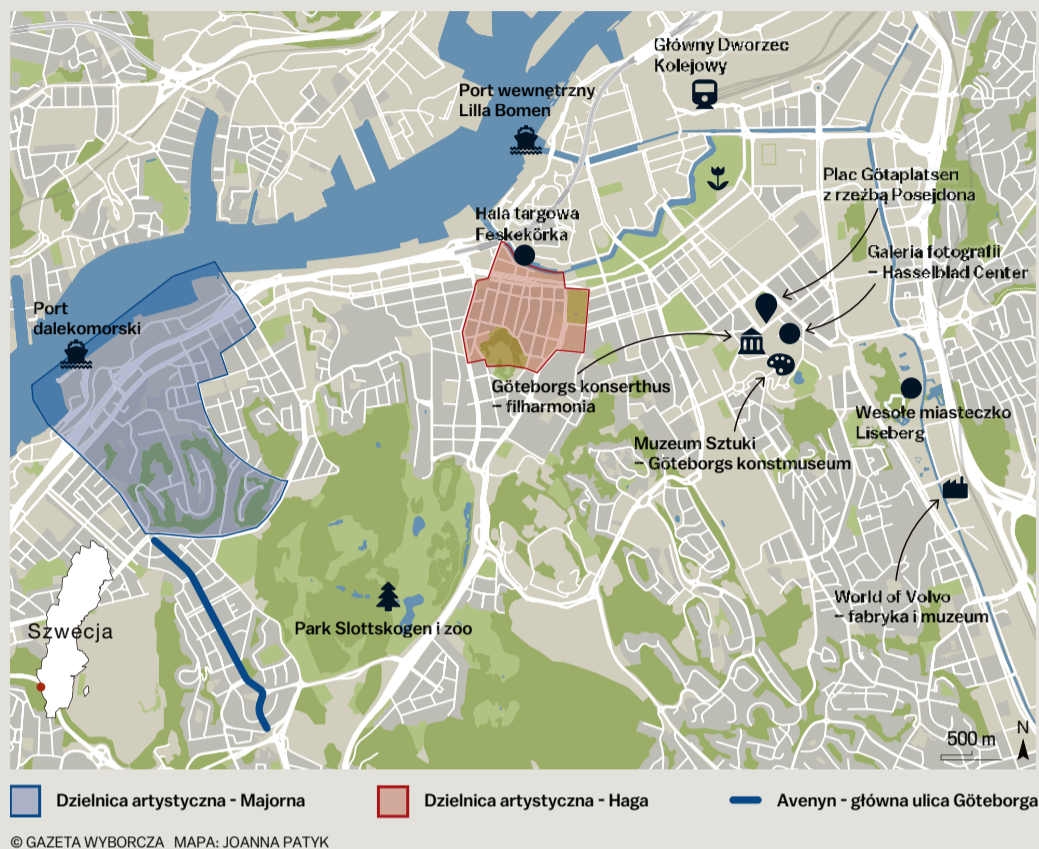 Główny Dworzec
Kolejowy
Port wewnętrzny
Lilla Bomen
Plac Götaplatsen
z rzeźbą Posejdona
Hala targowa
Feskekörka
Galeria fotografii
– Hasselblad Center
Port
dalekomorski
Göteborgs konserthus
– filharmonia
Wesołe miasteczko
Liseberg
Muzeum Sztuki
– Göteborgs konstmuseum
World of Volvo
– fabryka i muzeum
Park Slottskogen i zoo
Szwecja
N
500 m
Dzielnica artystyczna - Majorna
Dzielnica artystyczna - Haga
Avenyn - główna ulica Göteborga
© GAZETA WYBORCZA MAPA: JOANNA PATYK